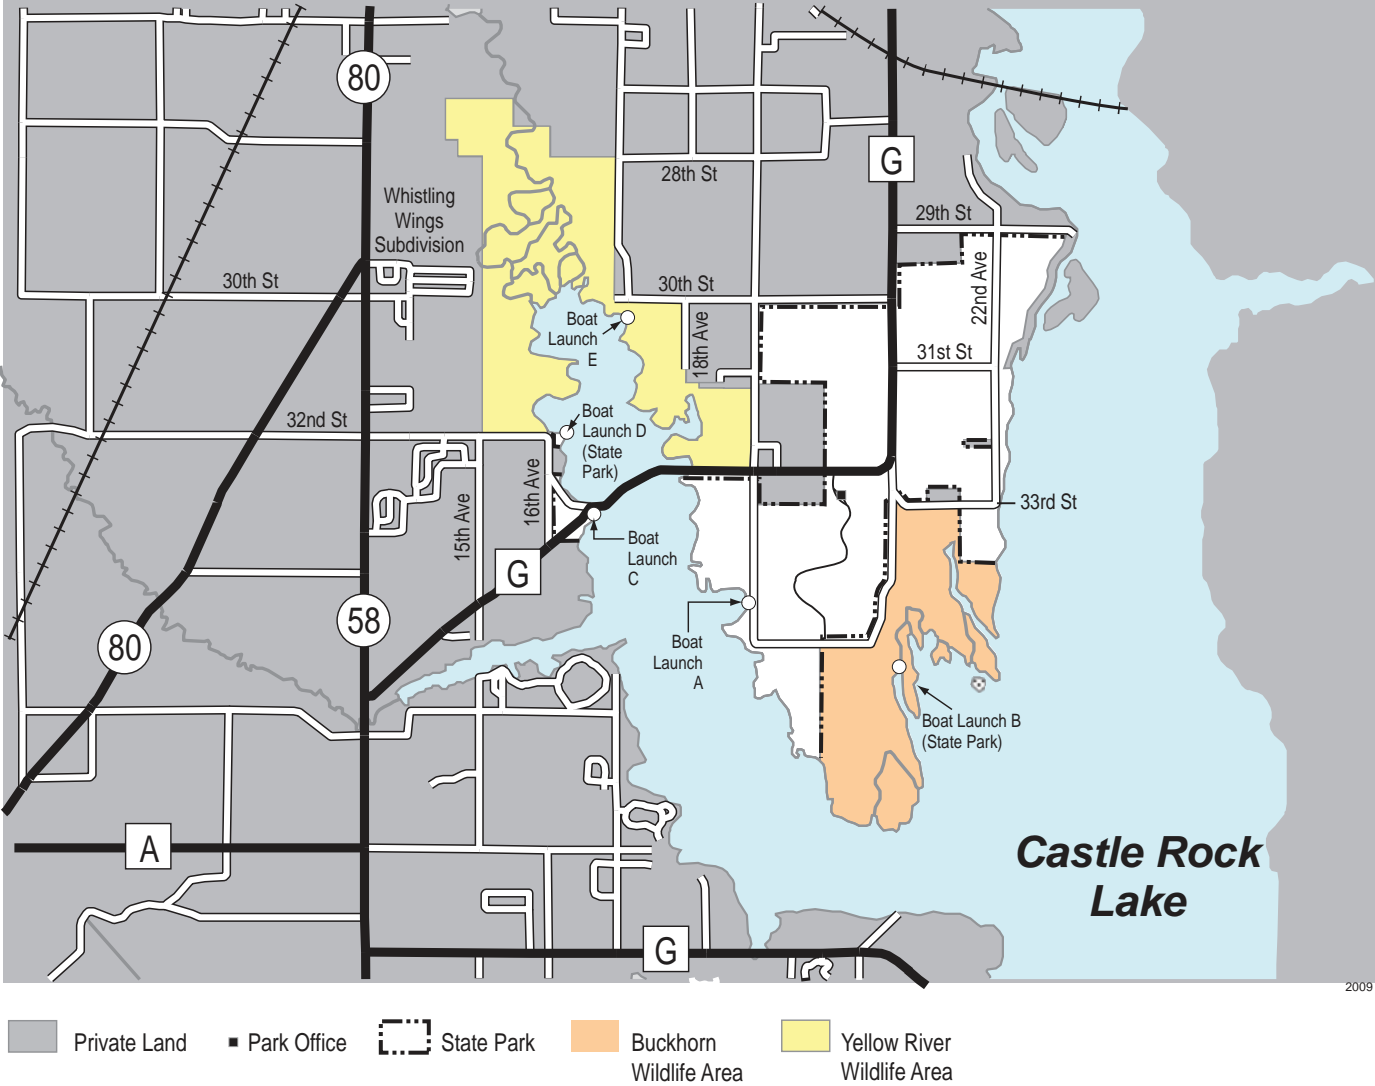 80
G
28th St
Whistling
Wings
Subdivision
29th St
30th St
30th St
22nd Ave
Boat
Launch
E
18th Ave
31st St
32nd St
Boat
Launch D
(State
Park)
16th Ave
15th Ave
33rd St
Boat
Launch
C
G
58
80
Boat
Launch
A
Boat Launch B
(State Park)
A
Castle Rock
Lake
G
2009
Private Land
Park Office
State Park
Buckhorn
Wildlife Area
Yellow River
Wildlife Area